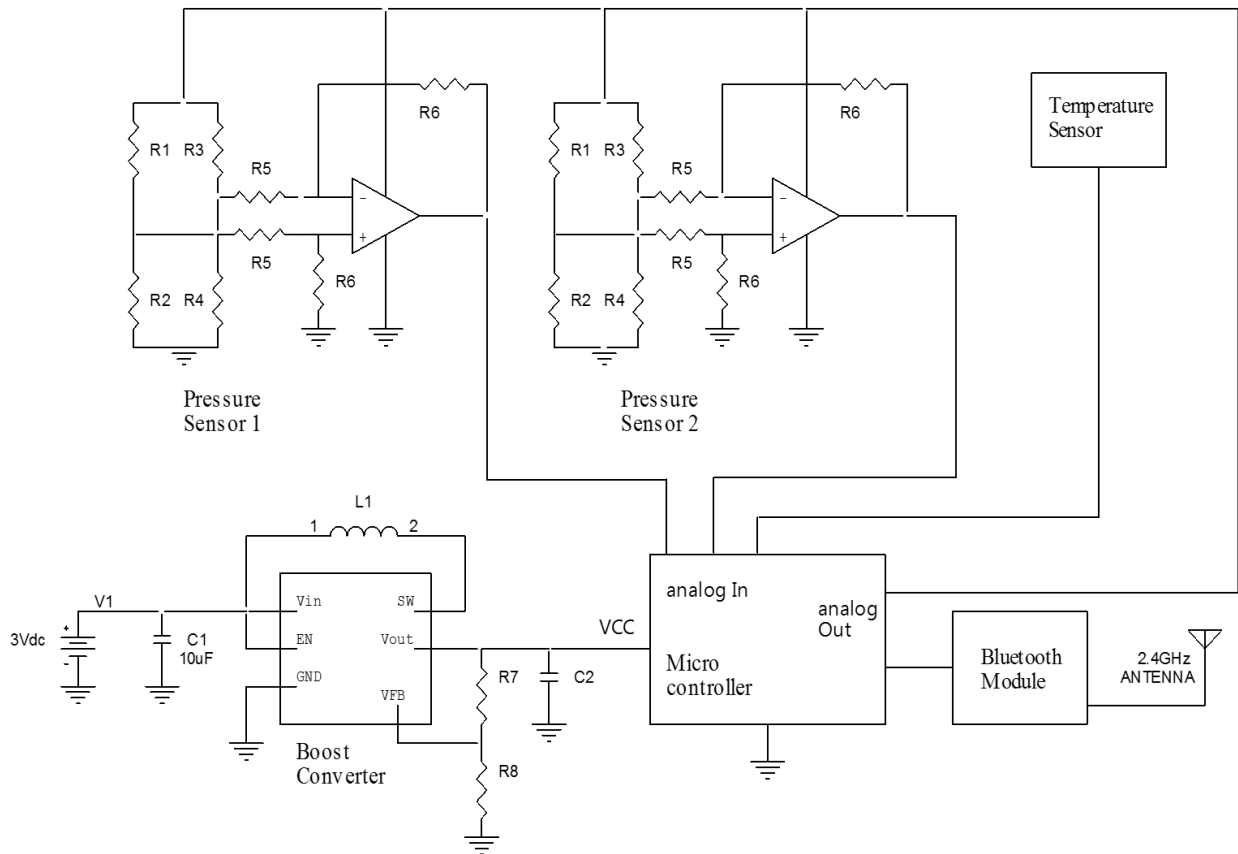 R6
R6
Temperature
Sensor
R1
R3
R1
R3
R5
R5
-
-
+
+
R5
R5
R2
R4
R6
R2
R4
R6
Pressure
Sensor 1
Pressure
Sensor 2
L1
1
2
analog In
analog
Out
V1
Vin
SW
VCC
3Vdc
+
-
C1
10uF
EN
Vout
Micro
controller
Bluetooth
Module
2.4GHz
ANTENNA
GND
VFB
R7
C2
Boost
Converter
R8